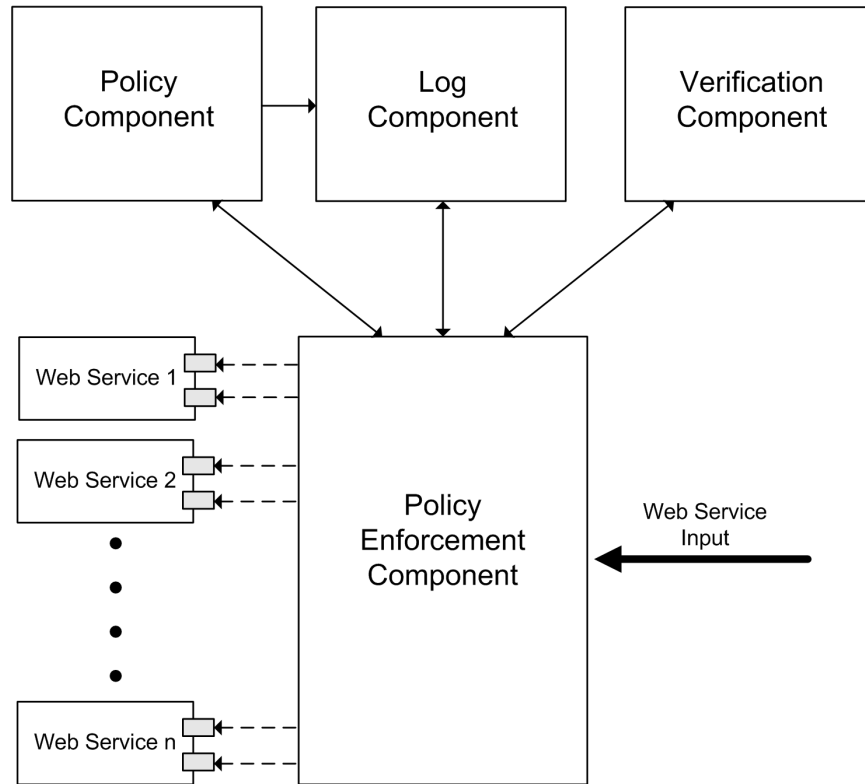 Policy
Component
Log
Component
Verification
Component
Web Service 1
Web Service 2
Policy
Enforcement
Component
Web Service
Input
Web Service n